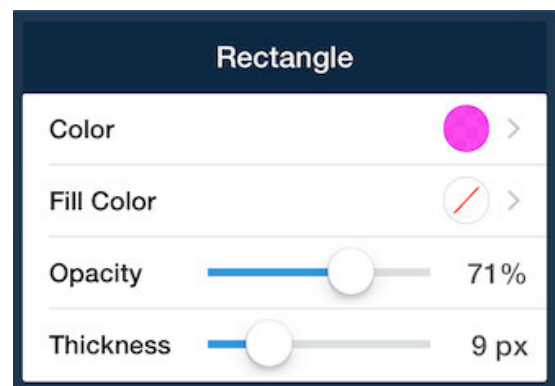 Rectangle
Color
Fill Color
Opacity 71%
Thickness 9 px